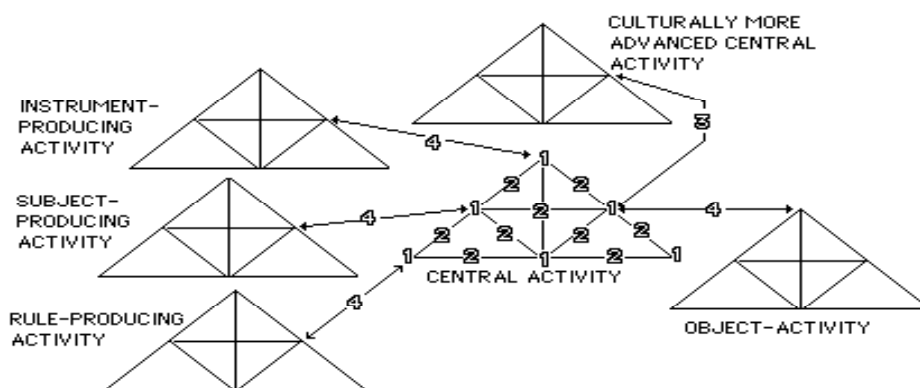 CULTURALLY MORE
ADVANCED CENTRAL
ACTIVITY
INSTRUMENT-
PRODUCING
ACTIVITY
3
4
1
2 2
SUBJECT-
PRODUCING
ACTIVITY
4
1 2 1
4
2 2 2 2
1 2 1 2 1
CENTRAL ACTIVITY
4
RULE-PRODUCING
ACTIVITY
OBJECT-ACTIVITY